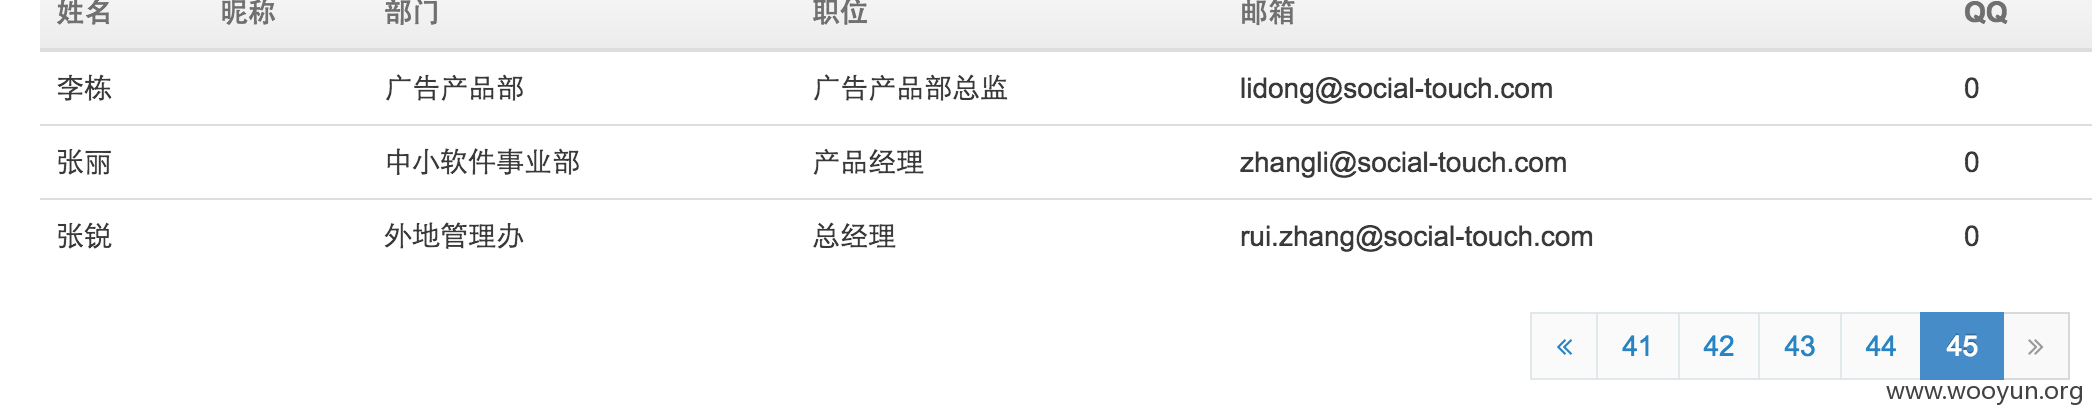 姓名 昵称 部门 职位 邮箱 QQ
李栋 广告产品部 广告产品部总监 lidong@social-touch.com 0
张丽 中小软件事业部 产品经理 zhangli@social-touch.com 0
张锐 外地管理办 总经理 rui.zhang@social-touch.com 0
« 41 42 43 44 45 »
www.wooyun.org